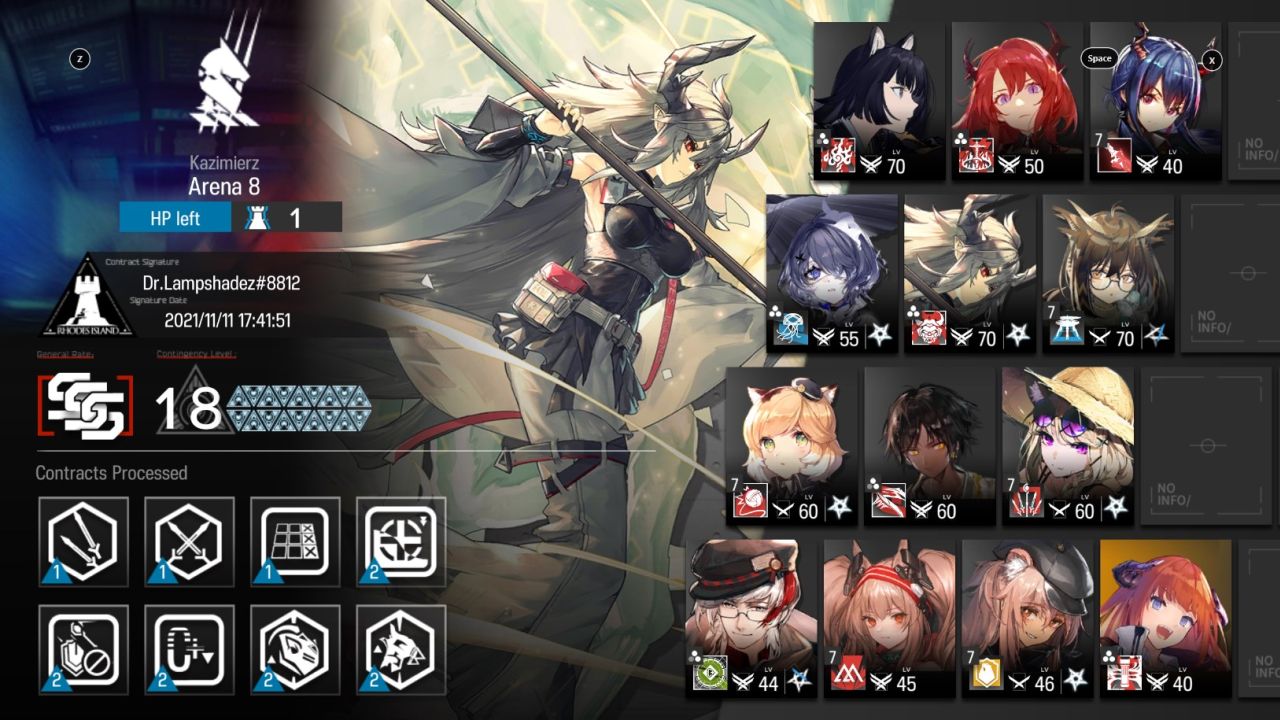 Z
Kazimierz
Arena 8
HP left
1
Contract Signature
Dr.Lampshadez#8812
Signature Date
2021/11/11 17:41:51
RHODES ISLAND
General Rate:
Contingency Level:
SSS
18
Contracts Processed
1
1
1
2
2
2
2
2
LV
70
LV
50
Space
X
7
LV
40
NO
INFO/
LV
55
LV
70
7
LV
70
NO
INFO/
7
LV
60
LV
60
7
LV
60
NO
INFO/
LV
44
7
LV
45
7
LV
46
LV
40
NO
INFO/